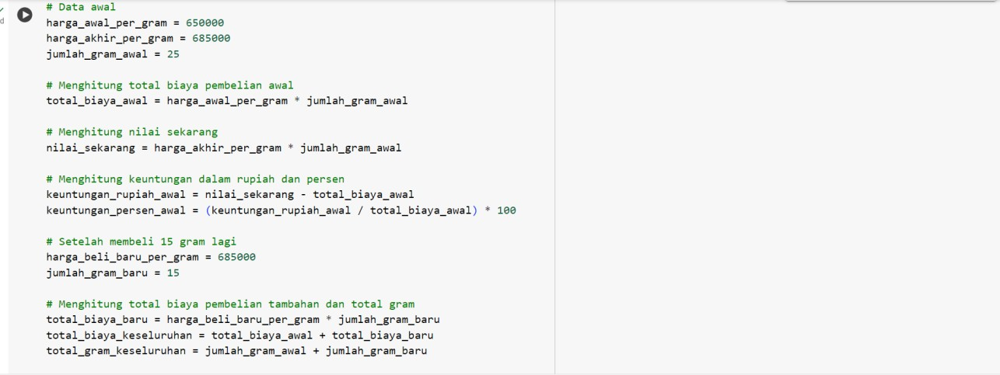 # Data awal
harga_awal_per_gram = 650000
harga_akhir_per_gram = 685000
jumlah_gram_awal = 25
# Menghitung total biaya pembelian awal
total_biaya_awal = harga_awal_per_gram * jumlah_gram_awal
# Menghitung nilai sekarang
nilai_sekarang = harga_akhir_per_gram * jumlah_gram_awal
# Menghitung keuntungan dalam rupiah dan persen
keuntungan_rupiah_awal = nilai_sekarang - total_biaya_awal
keuntungan_persen_awal = (keuntungan_rupiah_awal / total_biaya_awal) * 100
# Setelah membeli 15 gram lagi
harga_beli_baru_per_gram = 685000
jumlah_gram_baru = 15
# Menghitung total biaya pembelian tambahan dan total gram
total_biaya_baru = harga_beli_baru_per_gram * jumlah_gram_baru
total_biaya_keseluruhan = total_biaya_awal + total_biaya_baru
total_gram_keseluruhan = jumlah_gram_awal + jumlah_gram_baru